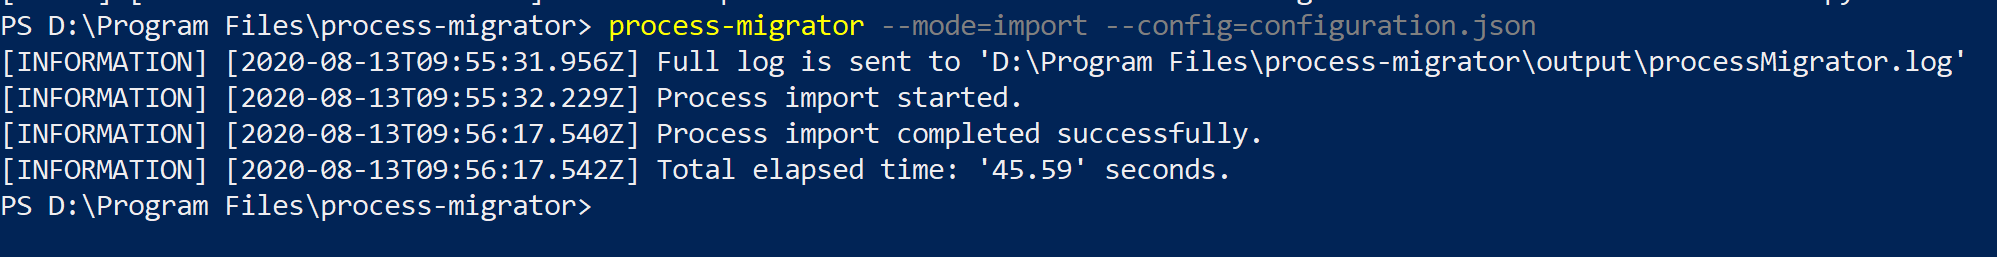 PS D:\Program Files\process-migrator> process-migrator --mode=import --config=configuration.json
[INFORMATION] [2020-08-13T09:55:31.956Z] Full log is sent to 'D:\Program Files\process-migrator\output\processMigrator.log'
[INFORMATION] [2020-08-13T09:55:32.229Z] Process import started.
[INFORMATION] [2020-08-13T09:56:17.540Z] Process import completed successfully.
[INFORMATION] [2020-08-13T09:56:17.542Z] Total elapsed time: '45.59' seconds.
PS D:\Program Files\process-migrator>